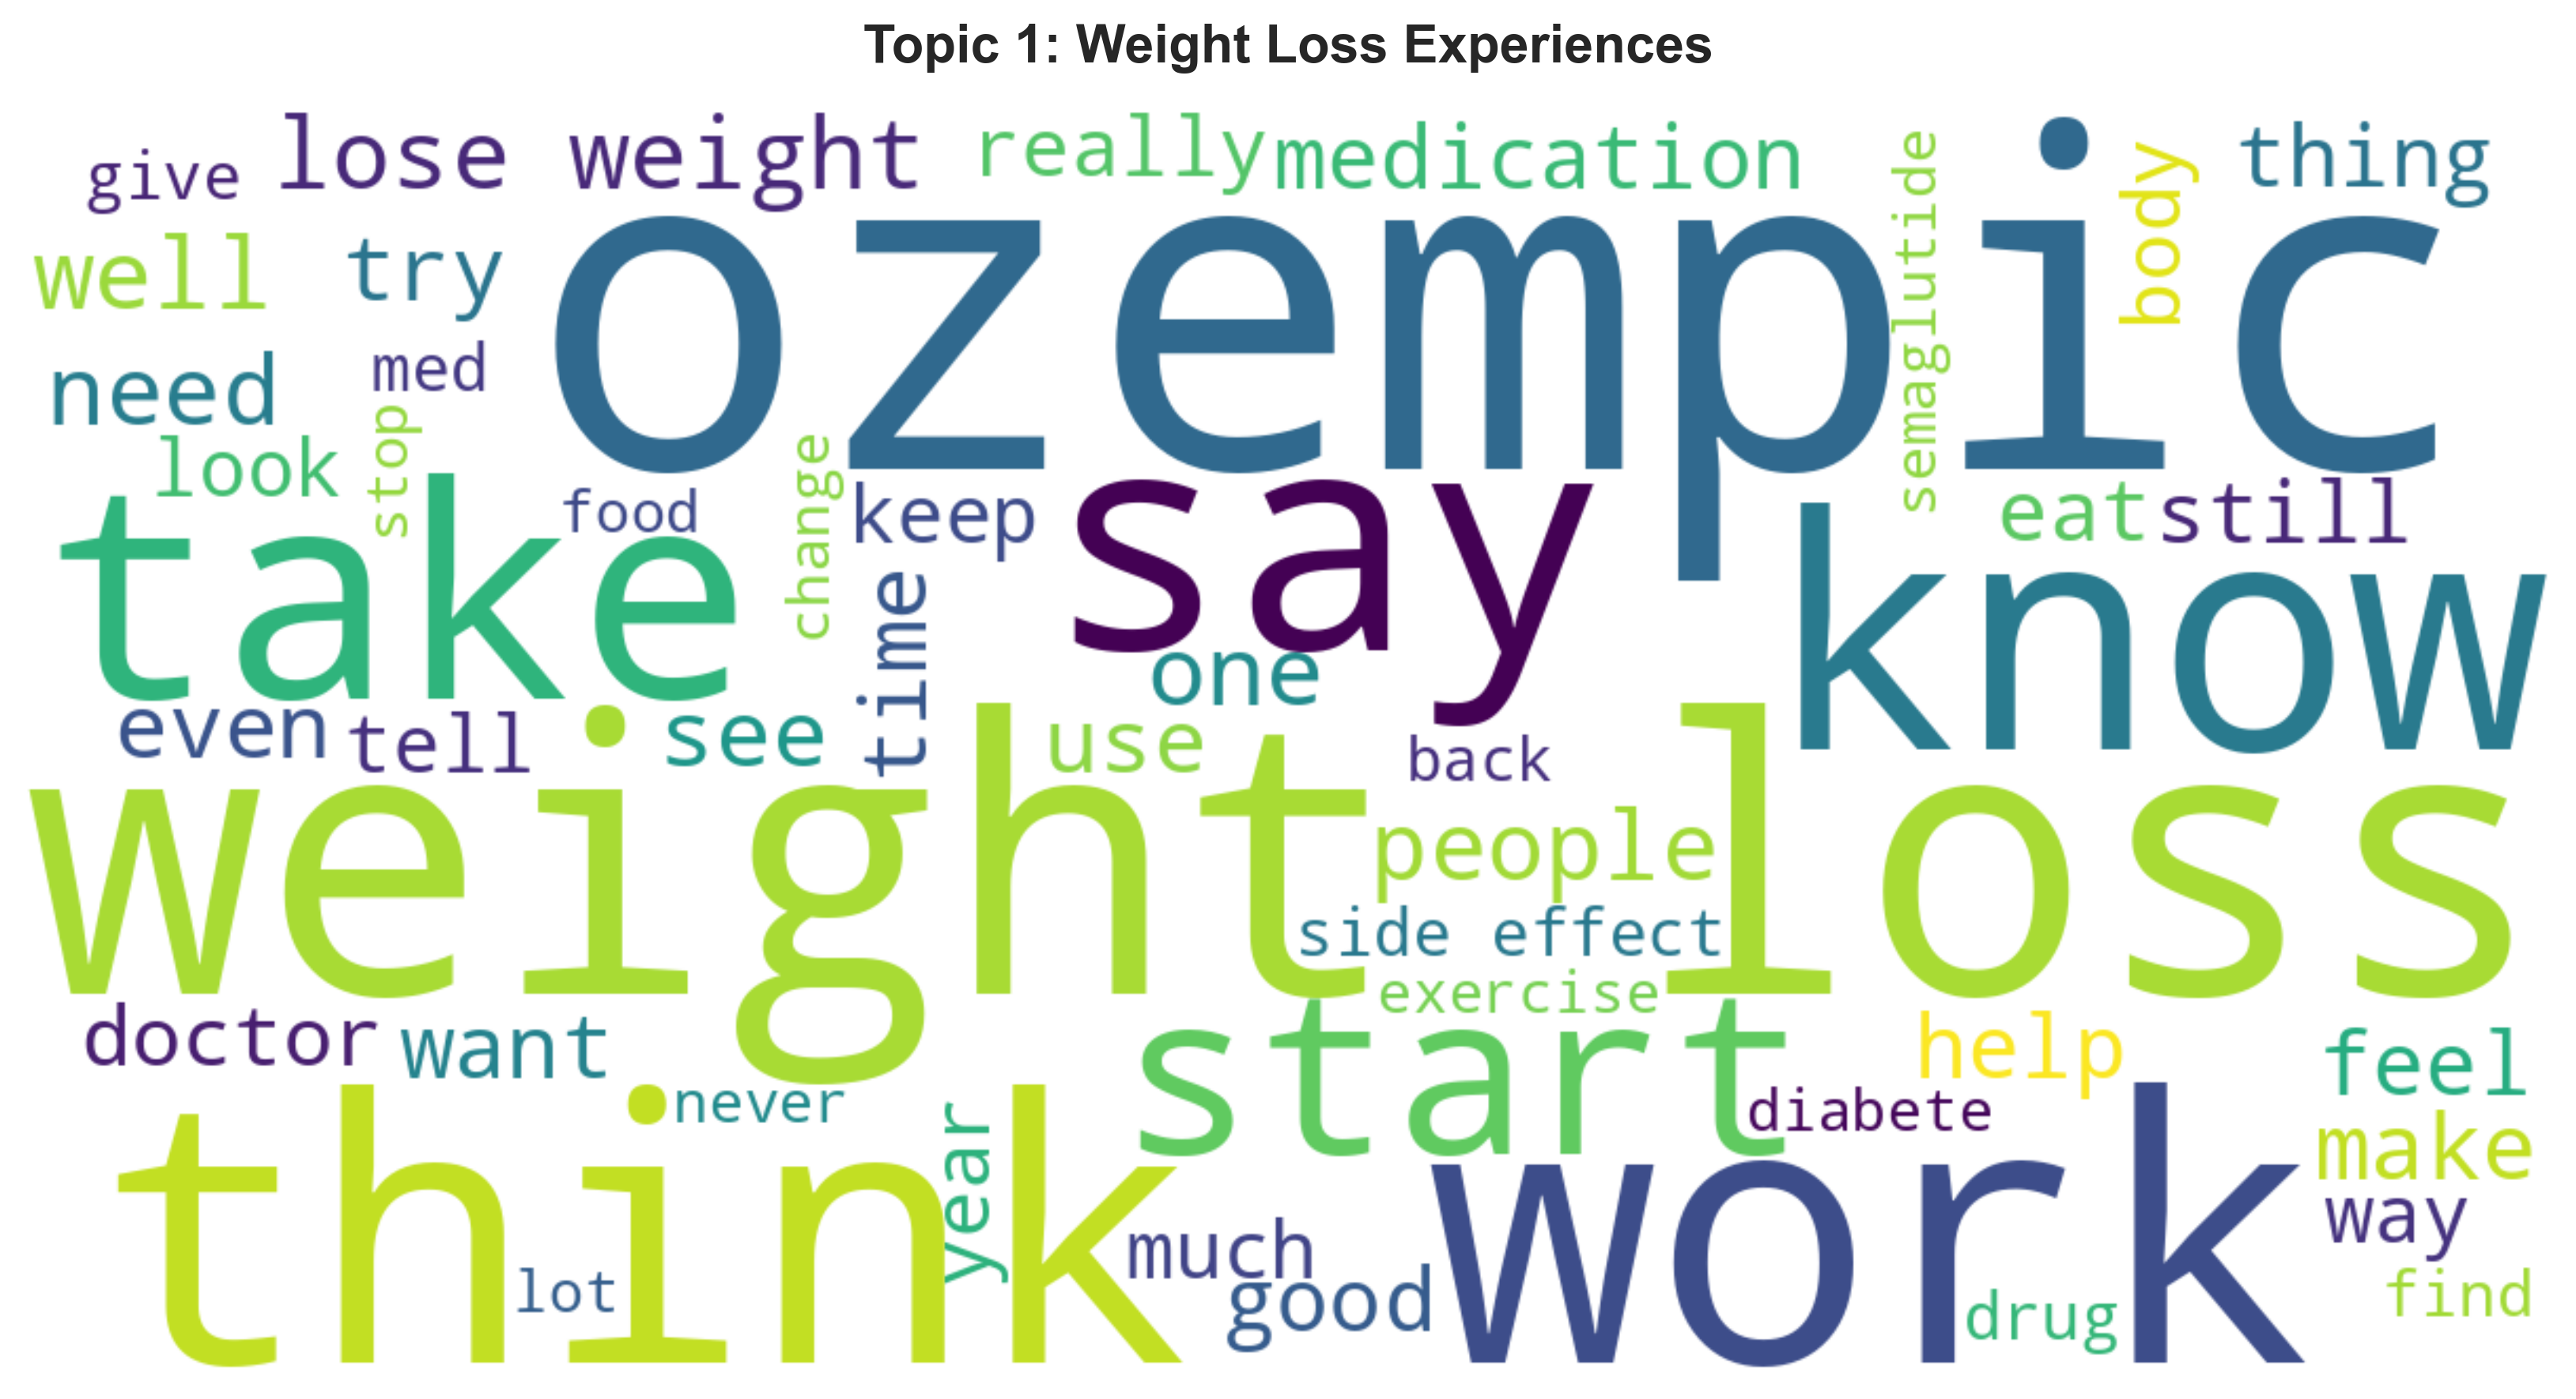 Topic 1: Weight Loss Experiences
give
lose weight
really
medication
semaglutide
body
thing
well
try
ozempic
need
med
look
stop
take
food
change
keep
say
eat
still
know
time
one
even
tell
see
use
back
weight loss
people
side effect
exercise
doctor
want
start
help
feel
never
year
diabete
think
work
make
much
way
lot
good
drug
find